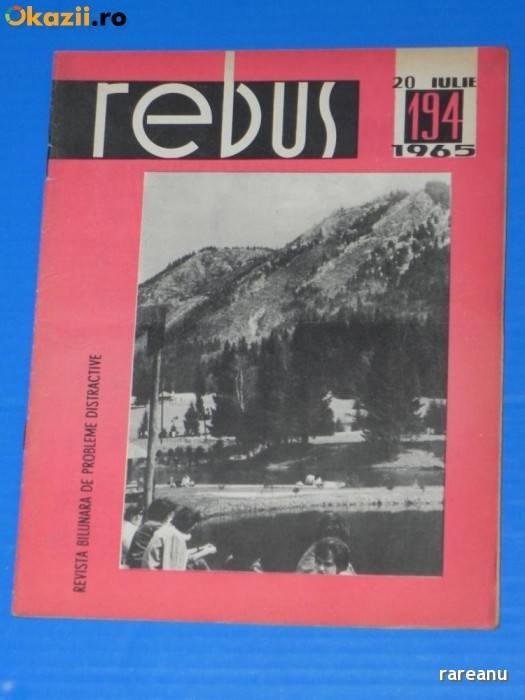 Okazii.ro
rebus
20 IULIE
194
1965
REVISTA BILUNARA DE PROBLEME DISTRACTIVE
rareanu